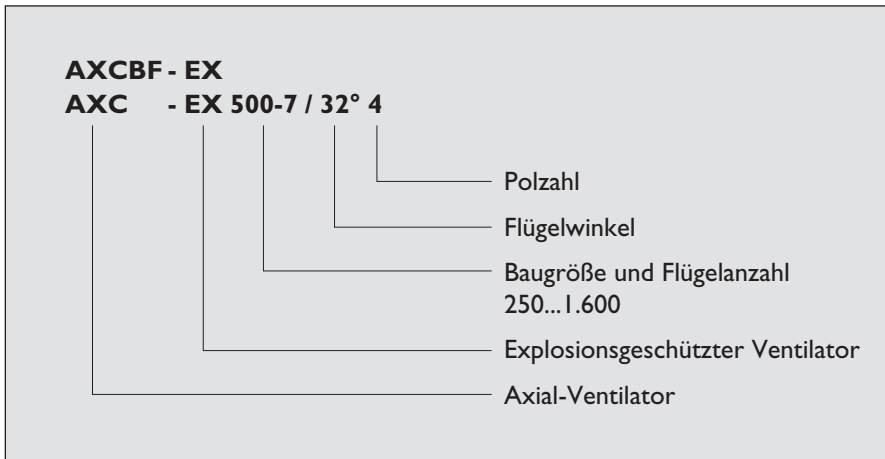 AXCBF - EX
AXC - EX 500-7 / 32° 4
Polzahl
Flügelwinkel
Baugröße und Flügelanzahl
250...1.600
Explosionsgeschützter Ventilator
Axial-Ventilator